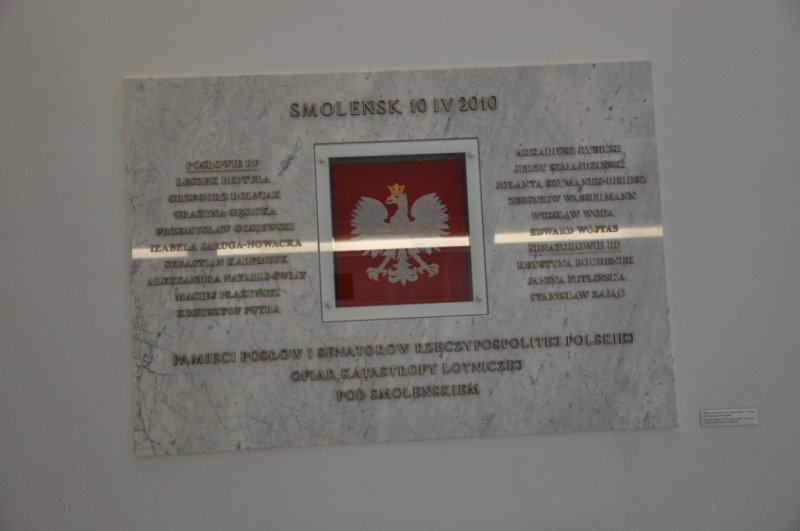 SMOLEŃSK 10 IV 2010
POSŁOWIE RP
LESZEK DEPTUŁA
GRZEGORZ DOLNIAK
GRAŻYNA GĘSICKA
PRZEMYSŁAW GOSIEWSKI
IZABELA JARUGA-NOWACKA
SEBASTIAN KARPINIUK
ALEKSANDRA NATALLI-ŚWIAT
MACIEJ PŁAŻYŃSKI
KRZYSZTOF PUTRA
ARKADIUSZ RYBICKI
JERZY SZMAJDZIŃSKI
JOLANTA SZYMANEK-DERESZ
ZBIGNIEW WASSERMANN
WIESŁAW WODA
EDWARD WOJTAS
SENATOROWIE RP
KRYSTYNA BOCHENEK
JANINA FETLIŃSKA
STANISŁAW ZAJĄC
PAMIĘCI POSŁÓW I SENATORÓW RZECZYPOSPOLITEJ POLSKIEJ
OFIAR KATASTROFY LOTNICZEJ
POD SMOLEŃSKIEM